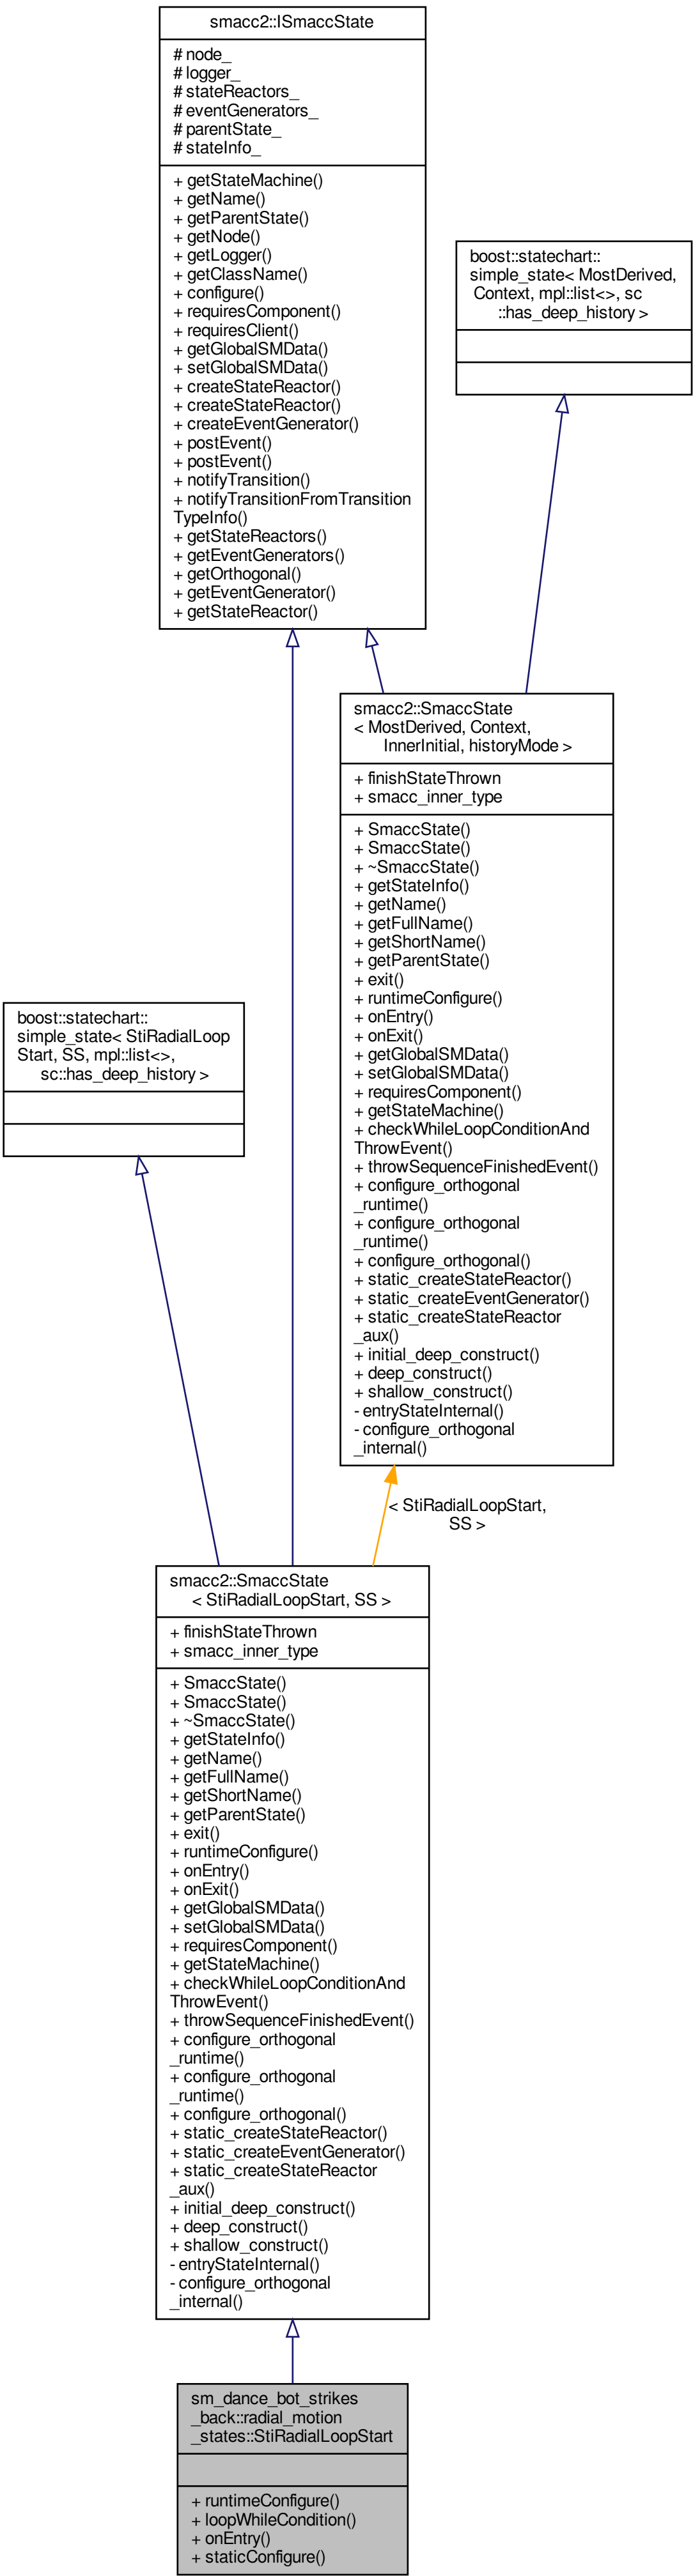 smacc2::ISmaccState
# node_
# logger_
# stateReactors_
# eventGenerators_
# parentState_
# stateInfo_
+ getStateMachine()
+ getName()
+ getParentState()
+ getNode()
+ getLogger()
+ getClassName()
+ configure()
+ requiresComponent()
+ requiresClient()
+ getGlobalSMData()
+ setGlobalSMData()
+ createStateReactor()
+ createStateReactor()
+ createEventGenerator()
+ postEvent()
+ postEvent()
+ notifyTransition()
+ notifyTransitionFromTransition
TypeInfo()
+ getStateReactors()
+ getEventGenerators()
+ getOrthogonal()
+ getEventGenerator()
+ getStateReactor()
boost::statechart::
simple_state< MostDerived,
Context, mpl::list<>, sc
::has_deep_history >
smacc2::SmaccState
< MostDerived, Context,
InnerInitial, historyMode >
+ finishStateThrown
+ smacc_inner_type
+ SmaccState()
+ SmaccState()
+ ~SmaccState()
+ getStateInfo()
+ getName()
+ getFullName()
+ getShortName()
+ getParentState()
+ exit()
+ runtimeConfigure()
+ onEntry()
+ onExit()
+ getGlobalSMData()
+ setGlobalSMData()
+ requiresComponent()
+ getStateMachine()
+ checkWhileLoopConditionAnd
ThrowEvent()
+ throwSequenceFinishedEvent()
+ configure_orthogonal
_runtime()
+ configure_orthogonal
_runtime()
+ configure_orthogonal()
+ static_createStateReactor()
+ static_createEventGenerator()
+ static_createStateReactor
_aux()
+ initial_deep_construct()
+ deep_construct()
+ shallow_construct()
- entryStateInternal()
- configure_orthogonal
_internal()
boost::statechart::
simple_state< StiRadialLoop
Start, SS, mpl::list<>,
sc::has_deep_history >
< StiRadialLoopStart,
SS >
smacc2::SmaccState
< StiRadialLoopStart, SS >
+ finishStateThrown
+ smacc_inner_type
+ SmaccState()
+ SmaccState()
+ ~SmaccState()
+ getStateInfo()
+ getName()
+ getFullName()
+ getShortName()
+ getParentState()
+ exit()
+ runtimeConfigure()
+ onEntry()
+ onExit()
+ getGlobalSMData()
+ setGlobalSMData()
+ requiresComponent()
+ getStateMachine()
+ checkWhileLoopConditionAnd
ThrowEvent()
+ throwSequenceFinishedEvent()
+ configure_orthogonal
_runtime()
+ configure_orthogonal
_runtime()
+ configure_orthogonal()
+ static_createStateReactor()
+ static_createEventGenerator()
+ static_createStateReactor
_aux()
+ initial_deep_construct()
+ deep_construct()
+ shallow_construct()
- entryStateInternal()
- configure_orthogonal
_internal()
sm_dance_bot_strikes
_back::radial_motion
_states::StiRadialLoopStart
+ runtimeConfigure()
+ loopWhileCondition()
+ onEntry()
+ staticConfigure()